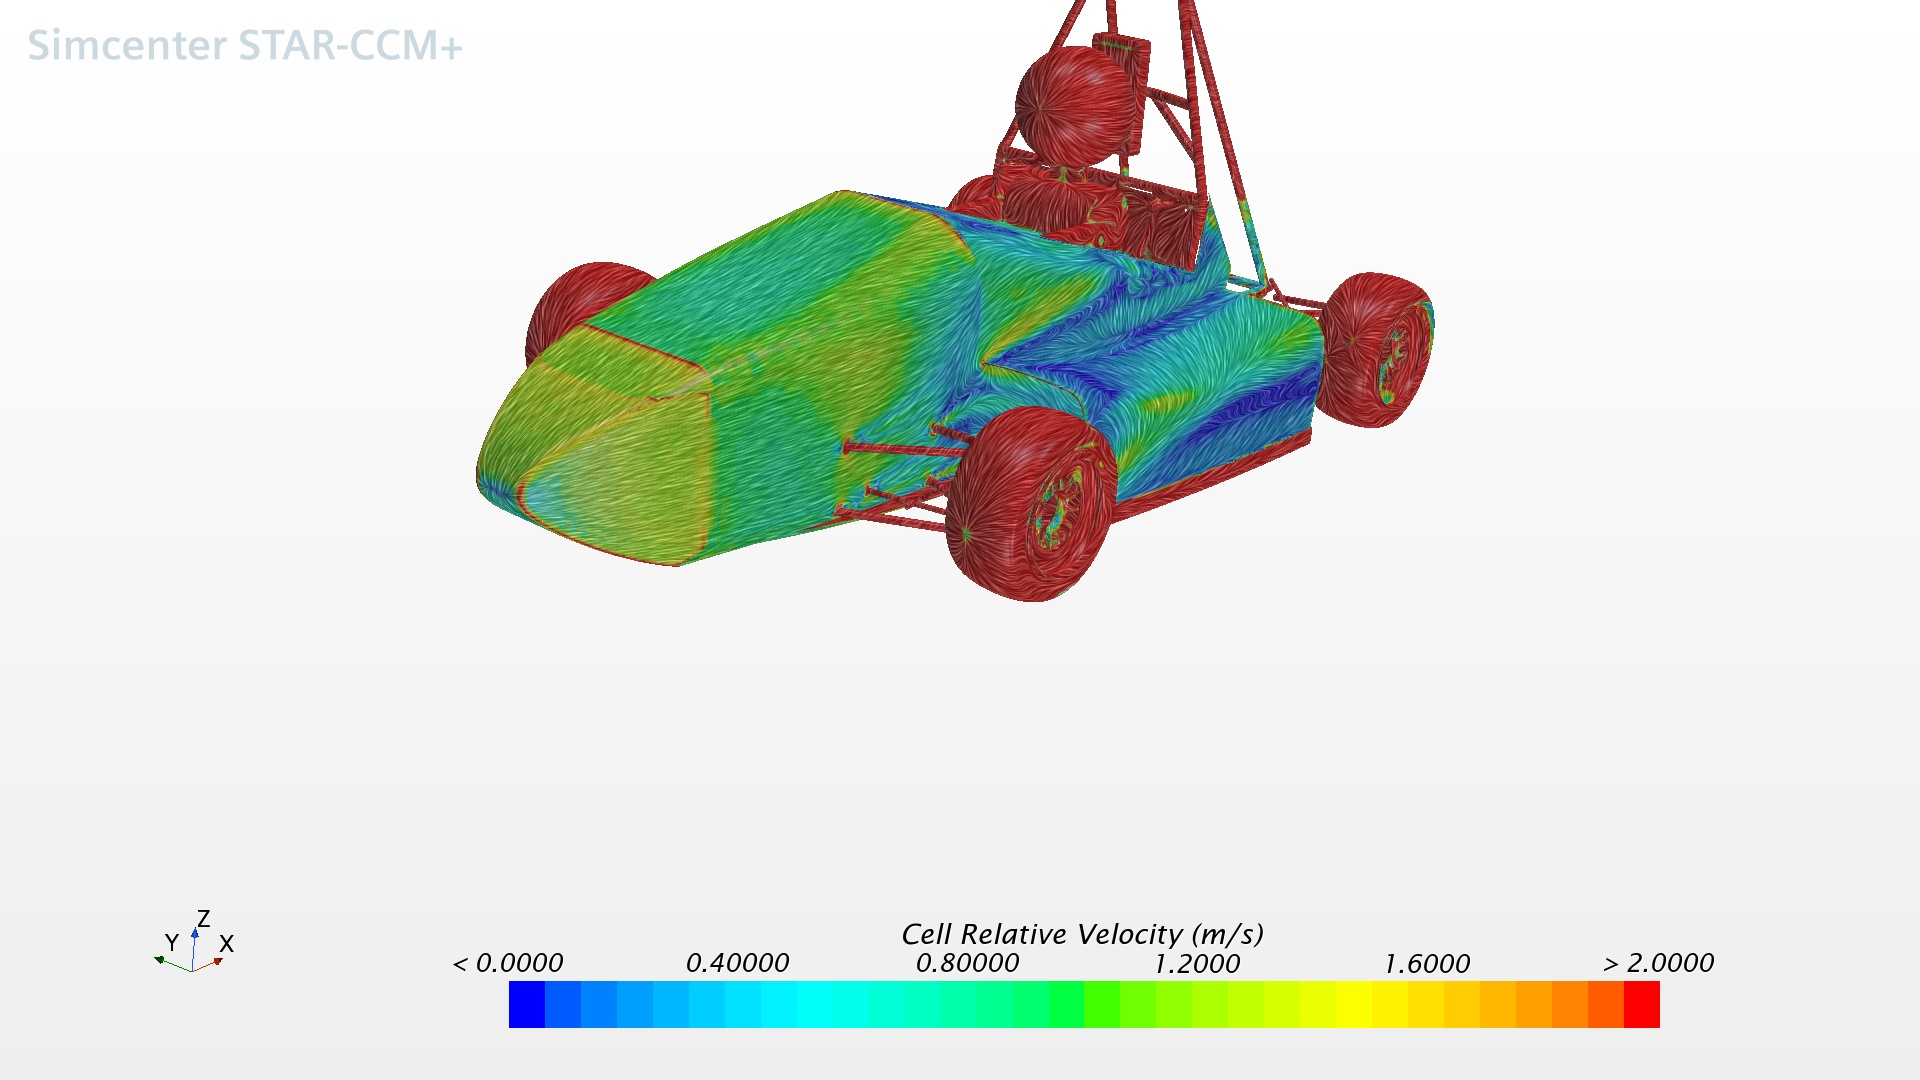 Simcenter STAR-CCM+
Z
Y
X
Cell Relative Velocity (m/s)
< 0.0000 0.40000 0.80000 1.2000 1.6000 > 2.0000